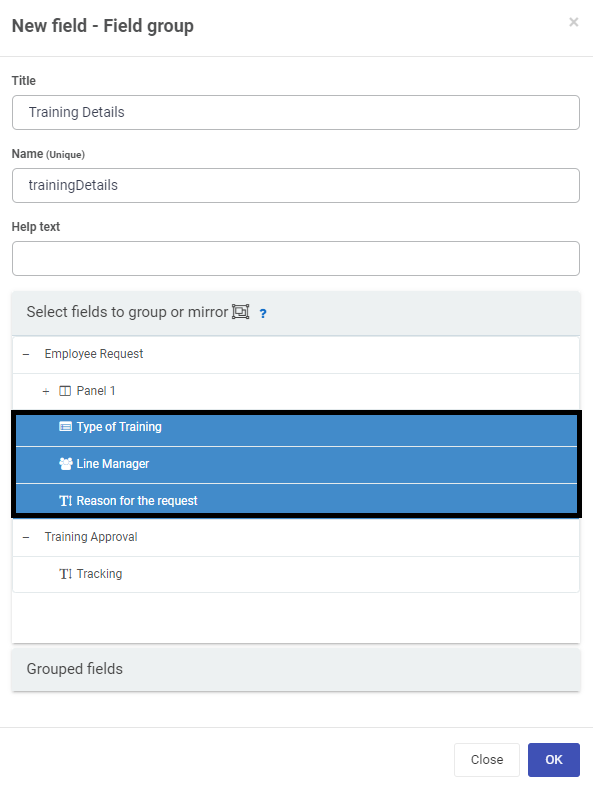 New field - Field group
×
Title
Training Details
Name (Unique)
trainingDetails
Help text
Select fields to group or mirror ?
– Employee Request
+ Panel 1
Type of Training
Line Manager
Reason for the request
– Training Approval
Tracking
Grouped fields
Close OK